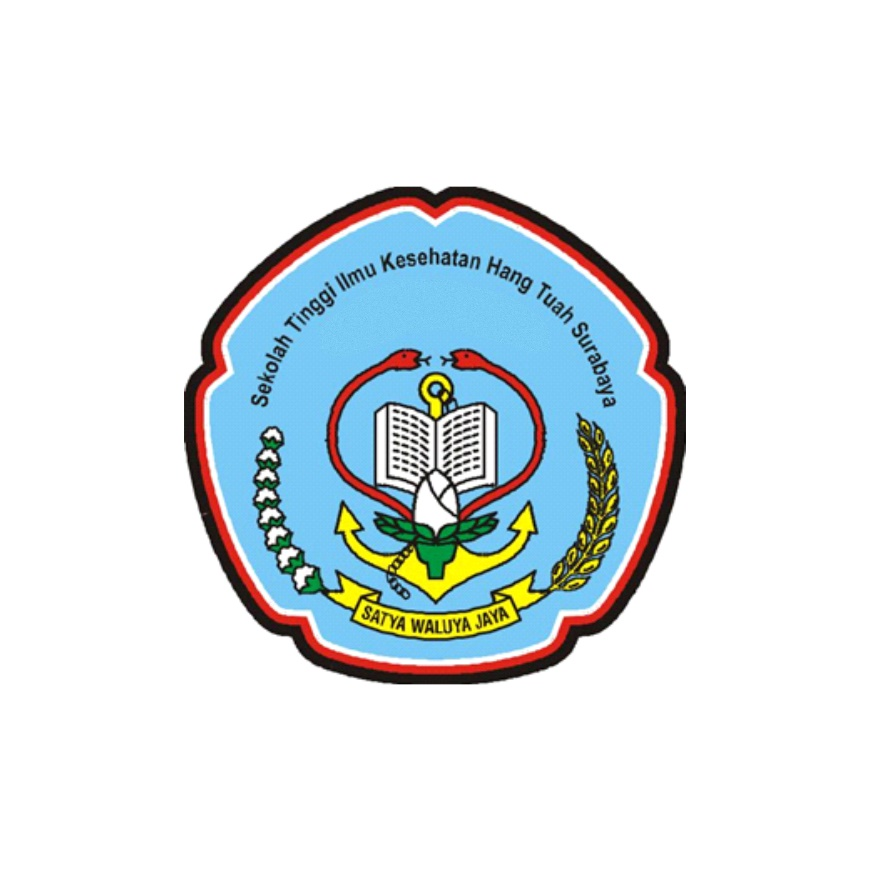 Sekolah Tinggi Ilmu Kesehatan Hang Tuah Surabaya
SATYA WALUYA JAYA